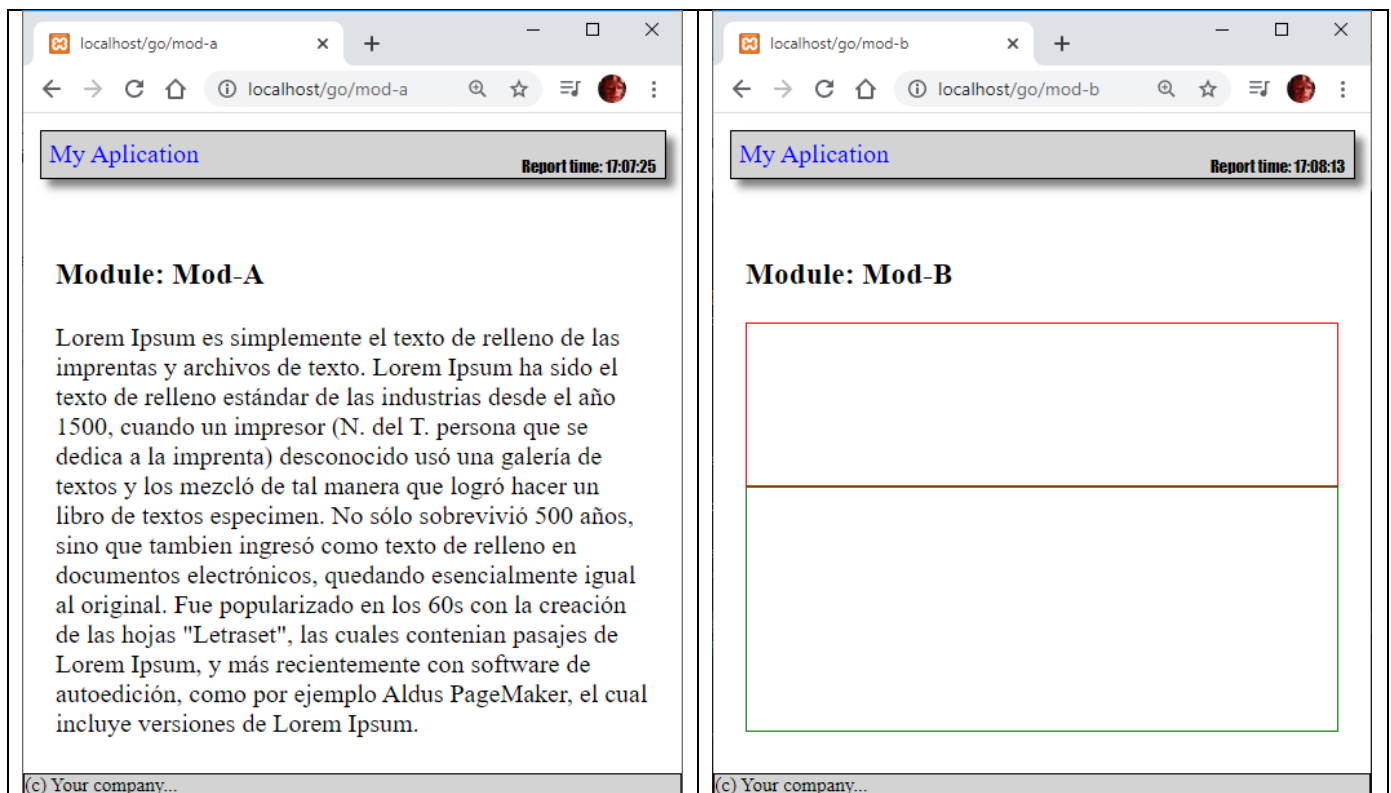 localhost/go/mod-a
localhost/go/mod-a
My Aplication
Report time: 17:07:25
Module: Mod-A
Lorem Ipsum es simplemente el texto de relleno de las
imprentas y archivos de texto. Lorem Ipsum ha sido el
texto de relleno estándar de las industrias desde el año
1500, cuando un impresor (N. del T. persona que se
dedica a la imprenta) desconocido usó una galería de
textos y los mezcló de tal manera que logró hacer un
libro de textos especimen. No sólo sobrevivió 500 años,
sino que tambien ingresó como texto de relleno en
documentos electrónicos, quedando esencialmente igual
al original. Fue popularizado en los 60s con la creación
de las hojas "Letraset", las cuales contenian pasajes de
Lorem Ipsum, y más recientemente con software de
autoedición, como por ejemplo Aldus PageMaker, el cual
incluye versiones de Lorem Ipsum.
(c) Your company...
localhost/go/mod-b
localhost/go/mod-b
My Aplication
Report time: 17:08:13
Module: Mod-B
(c) Your company...